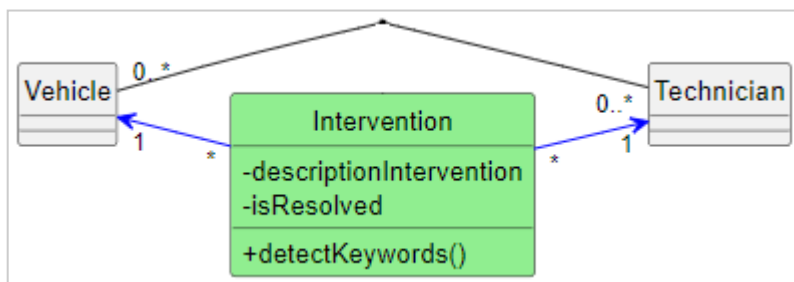 Vehicle
0..*
1
*
Intervention
-descriptionIntervention
-isResolved
+detectKeywords()
Technician
0..*
1
*